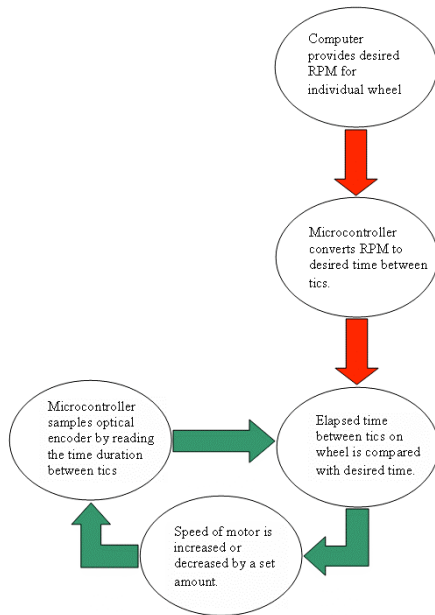 Computer
provides desired
RPM for
individual wheel
Microcontroller
converts RPM to
desired time between
tics.
Microcontroller
samples optical
encoder by reading
the time duration
between tics
Elapsed time
between tics on
wheel is compared
with desired time.
Speed of motor is
increased or
decreased by a set
amount.